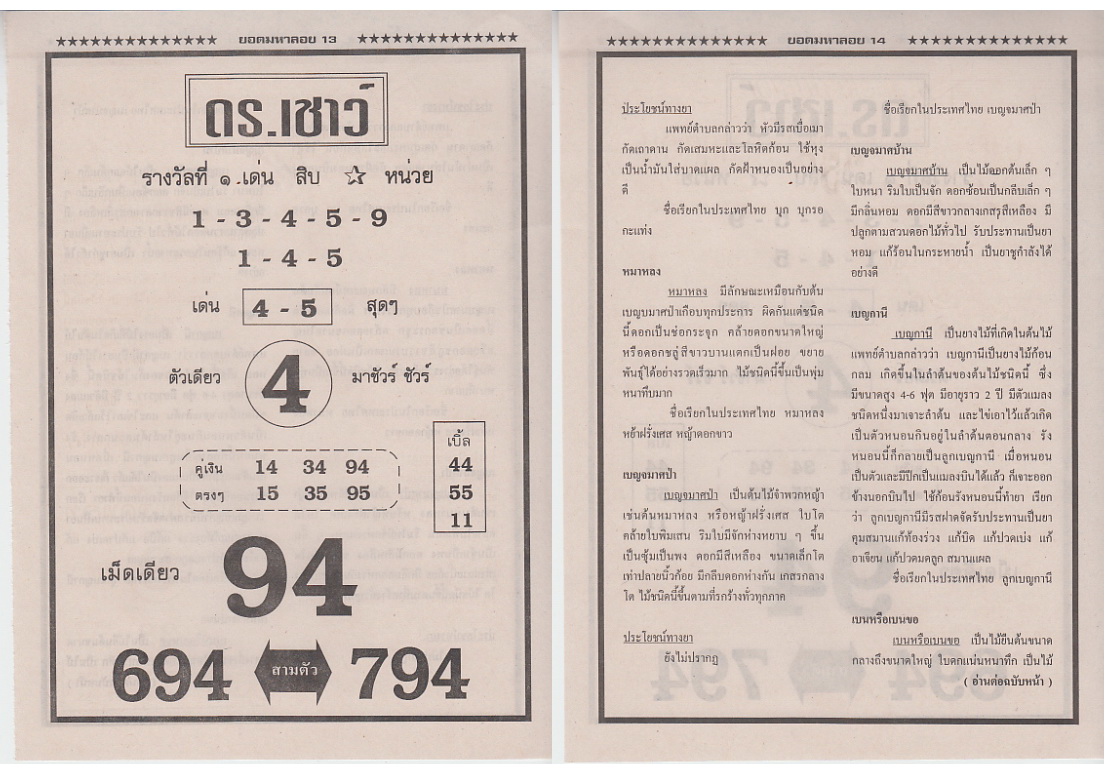 ★★★★★★★★★★★★★★ ยอดมหาลอย 13 ★★★★★★★★★★★★★★
ดร.เชาว์
รางวัลที่ ๑.เด่น สิบ ☆ หน่วย
1 - 3 - 4 - 5 - 9
1 - 4 - 5
เด่น 4 - 5 สุดๆ
ตัวเดียว 4 มาชัวร์ ชัวร์
คู่เงิน 14 34 94
ตรงๆ 15 35 95
เบิ้ล
44
55
11
เม็ดเดียว 94
694 สามตัว 794
★★★★★★★★★★★★★★ ยอดมหาลอย 14 ★★★★★★★★★★★★★★
ประโยชน์ทางยา
แพทย์ตำบลกล่าวว่า หัวมีรสเบื่อเมา
กัดเถาดาน กัดเสมหะและโลหิตก้อน ใช้หุง
เป็นน้ำมันใส่บาดแผล กัดฝ้าหนองเป็นอย่าง
ดี
ชื่อเรียกในประเทศไทย บุก บุกรอ
กะแท่ง
หมาหลง
หมาหลง มีลักษณะเหมือนกับต้น
เบญบมาศป่าเกือบทุกประการ ผิดกันแต่ชนิด
นี้ดอกเป็นช่อกระจุก คล้ายดอกขนาดใหญ่
หรือดอกชฎูสีขาวบานแตกเป็นฝอย ขยาย
พันธุ์ได้อย่างรวดเร็วมาก ไม้ชนิดนี้ขึ้นเป็นพุ่ม
หนาทึบมาก
ชื่อเรียกในประเทศไทย หมาหลง
หย้าฝรั่งเศส หญ้าดอกขาว
เบญจมาศป่า
เบญจมาศป่า เป็นต้นไม้จำพวกหญ้า
เช่นต้นหมาหลง หรือหญ้าฝรั่งเศส ใบโต
คล้ายใบพิมเสน ริมใบมีจักห่างหยาบ ๆ ขึ้น
เป็นซุ้มเป็นพง ดอกมีสีเหลือง ขนาดเล็กโต
เท่าปลายนิ้วก้อย มีกลีบดอกห่างกัน เกสรกลาง
โต ไม้ชนิดนี้ขึ้นตามที่รกร้างทั่วทุกภาค
ประโยชน์ทางยา
ยังไม่ปรากฏ
ชื่อเรียกในประเทศไทย เบญจมาศป่า
เบญจมาศบ้าน
เบญจมาศบ้าน เป็นไม้ดอกต้นเล็ก ๆ
ใบหนา ริมใบเป็นจัก ดอกซ้อนเป็นกลีบเล็ก ๆ
มีกลิ่นหอม ดอกมีสีขาวกลางเกสรสีเหลือง มี
ปลูกตามสวนดอกไม้ทั่วไป รับประทานเป็นยา
หอม แก้ร้อนในกระหายน้ำ เป็นยาชูกำลังได้
อย่างดี
เบญกานี
เบญกานี เป็นยางไม้ที่เกิดในต้นไม้
แพทย์ตำบลกล่าวว่า เบญกานีเป็นยางไม้ก้อน
กลม เกิดขึ้นในลำต้นของต้นไม้ชนิดนี้ ซึ่ง
มีขนาดสูง 4-6 ฟุต มีอายุราว 2 ปี มีตัวแมลง
ชนิดหนึ่งมาเจาะลำต้น และไข่เอาไว้แล้วเกิด
เป็นตัวหนอนกินอยู่ในลำต้นตอนกลาง รัง
หนอนนี้ก็กลายเป็นลูกเบญกานี เมื่อหนอน
เป็นตัวและมีปีกเป็นแมลงบินได้แล้ว ก็เจาะออก
ข้างนอกบินไป ใช้ก้อนรังหนอนนี้ทำยา เรียก
ว่า ลูกเบญกานีมีรสฝาดจัดรับประทานเป็นยา
คุมสมานแก้ท้องร่วง แก้บิด แก้ปวดเบ่ง แก้
อาเจียน แก้ปวดมดลูก สมานแผล
ชื่อเรียกในประเทศไทย ลูกเบญกานี
เบนหรือเบนขอ
เบนหรือเบนขอ เป็นไม้ยืนต้นขนาด
กลางถึงขนาดใหญ่ ใบดกแน่นหนาทึก เป็นไม้
( อ่านต่อฉบับหน้า )